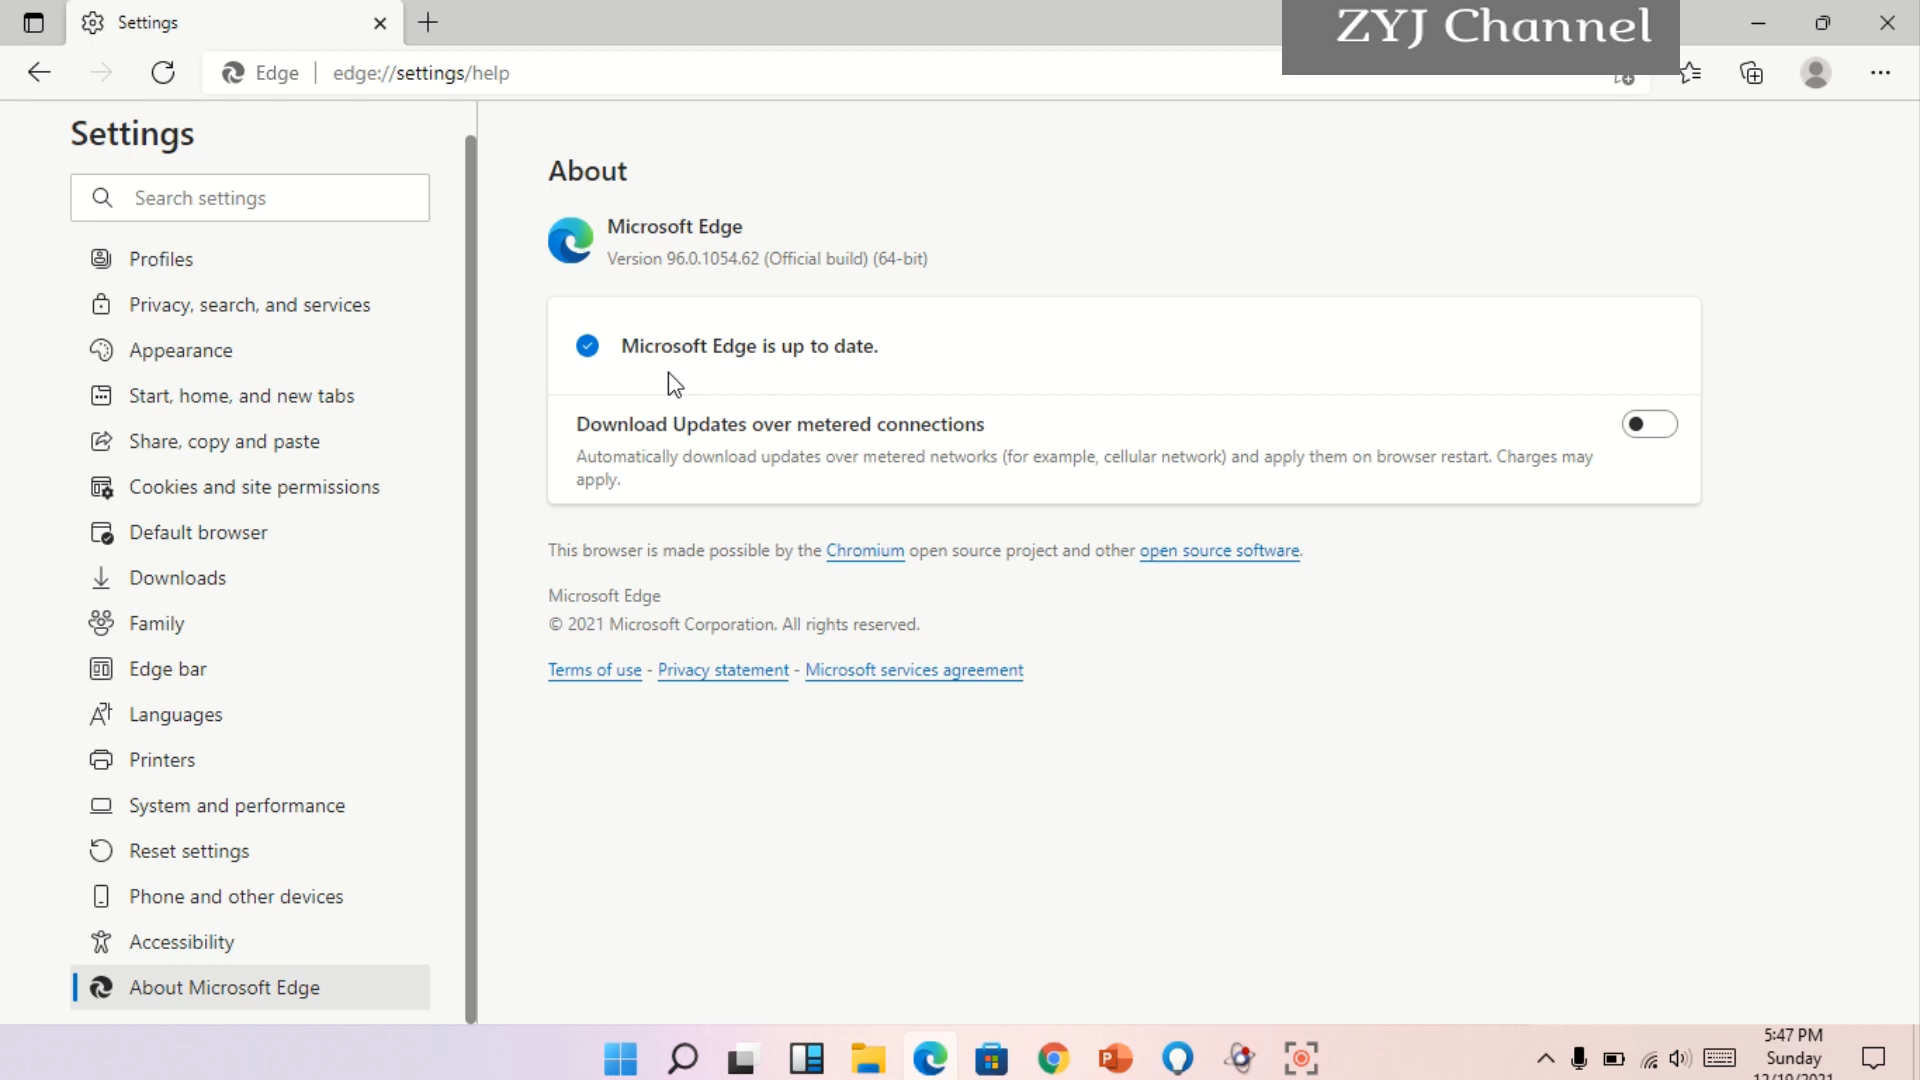 Settings
ZYJ Channel
Edge
edge://settings/help
Settings
Search settings
Profiles
Privacy, search, and services
Appearance
Start, home, and new tabs
Share, copy and paste
Cookies and site permissions
Default browser
Downloads
Family
Edge bar
Languages
Printers
System and performance
Reset settings
Phone and other devices
Accessibility
About Microsoft Edge
About
Microsoft Edge
Version 96.0.1054.62 (Official build) (64-bit)
Microsoft Edge is up to date.
Download Updates over metered connections
Automatically download updates over metered networks (for example, cellular network) and apply them on browser restart. Charges may
apply.
This browser is made possible by the Chromium open source project and other open source software.
Microsoft Edge
© 2021 Microsoft Corporation. All rights reserved.
Terms of use - Privacy statement - Microsoft services agreement
5:47 PM
Sunday